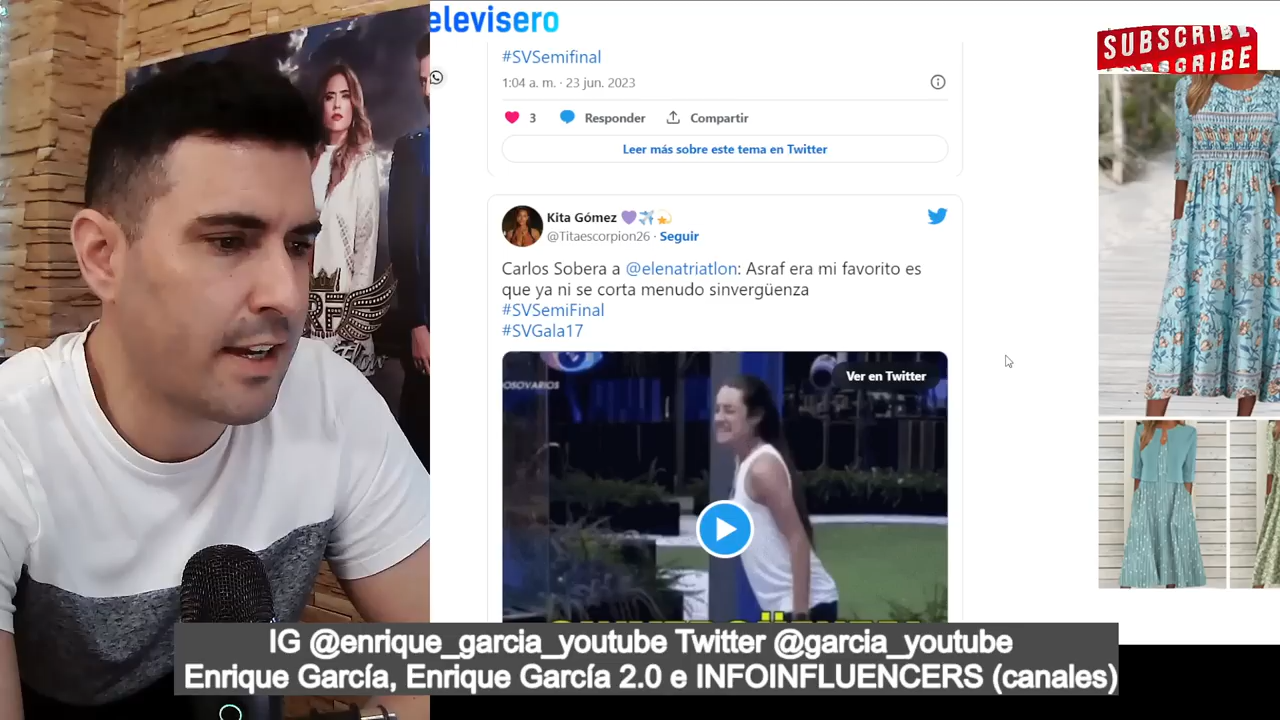 elevisero
SUBSCRIBE
SUBSCRIBE
#SVSemifinal
1:04 a. m. · 23 jun. 2023
3 Responder Compartir
Leer más sobre este tema en Twitter
Kita Gómez
@Titaescorpion26 · Seguir
Carlos Sobera a @elenatriatlon: Asraf era mi favorito es
que ya ni se corta menudo sinvergüenza
#SVSemiFinal
#SVGala17
Ver en Twitter
OSOVARIOS
IG @enrique_garcia_youtube Twitter @garcia_youtube
Enrique García, Enrique García 2.0 e INFOINFLUENCERS (canales)